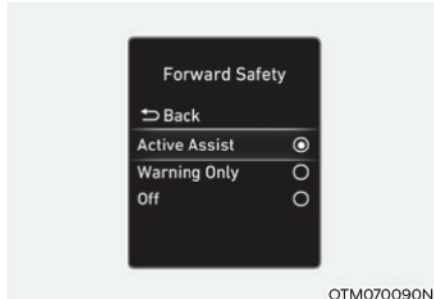 Forward Safety
Back
Active Assist
Warning Only
Off
OTM070090N